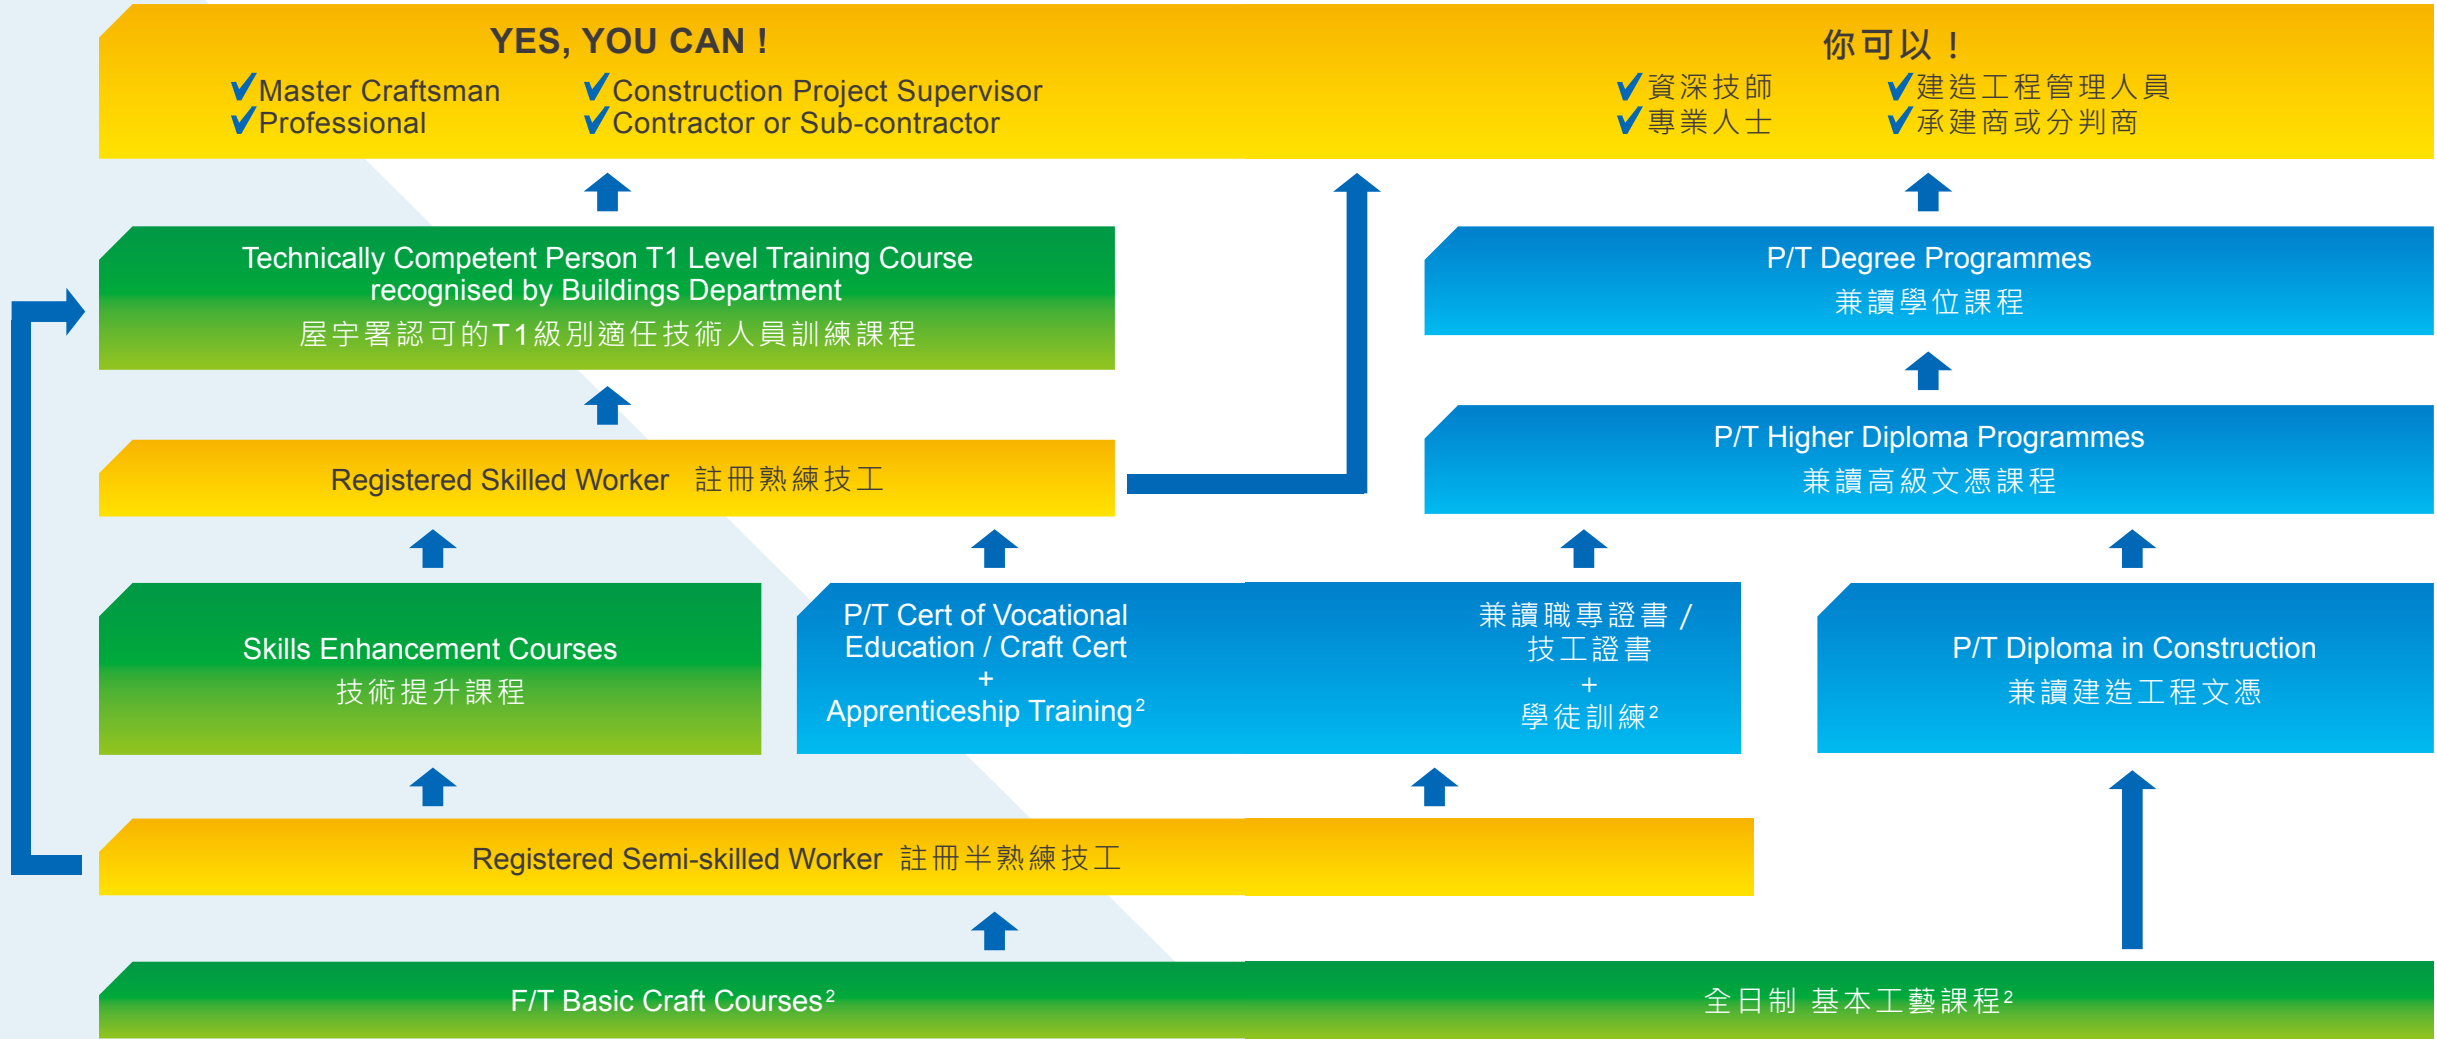 YES, YOU CAN !
✓Master Craftsman ✓Construction Project Supervisor
✓Professional ✓Contractor or Sub-contractor
你可以！
✓資深技師 ✓建造工程管理人員
✓專業人士 ✓承建商或分判商
Technically Competent Person T1 Level Training Course
recognised by Buildings Department
屋宇署認可的T1級別適任技術人員訓練課程
P/T Degree Programmes
兼讀學位課程
P/T Higher Diploma Programmes
兼讀高級文憑課程
Registered Skilled Worker 註冊熟練技工
Skills Enhancement Courses
技術提升課程
P/T Cert of Vocational
Education / Craft Cert
+
Apprenticeship Training²
兼讀職專證書 /
技工證書
+
學徒訓練²
P/T Diploma in Construction
兼讀建造工程文憑
Registered Semi-skilled Worker 註冊半熟練技工
F/T Basic Craft Courses²
全日制 基本工藝課程²